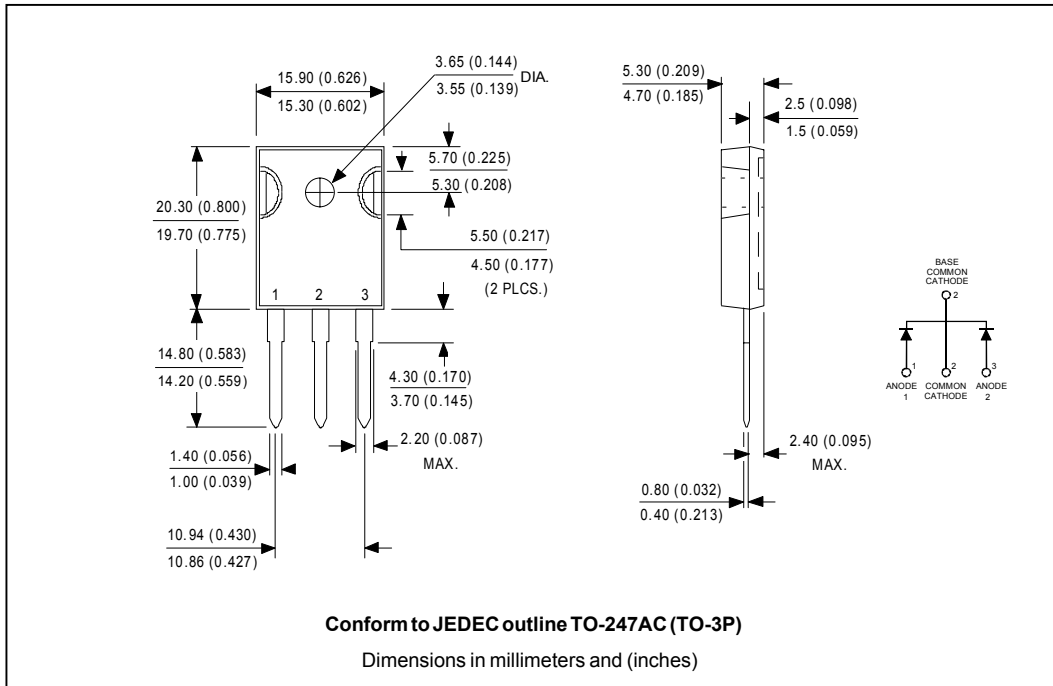 3.65 (0.144)
3.55 (0.139)
DIA.
15.90 (0.626)
15.30 (0.602)
5.30 (0.209)
4.70 (0.185)
2.5 (0.098)
1.5 (0.059)
5.70 (0.225)
5.30 (0.208)
20.30 (0.800)
19.70 (0.775)
5.50 (0.217)
4.50 (0.177)
(2 PLCS.)
1 2 3
14.80 (0.583)
14.20 (0.559)
4.30 (0.170)
3.70 (0.145)
2.20 (0.087)
MAX.
1.40 (0.056)
1.00 (0.039)
10.94 (0.430)
10.86 (0.427)
BASE
COMMON
CATHODE
2
1 2 3
ANODE COMMON ANODE
1 CATHODE 2
2.40 (0.095)
MAX.
0.80 (0.032)
0.40 (0.213)
Conform to JEDEC outline TO-247AC (TO-3P)
Dimensions in millimeters and (inches)